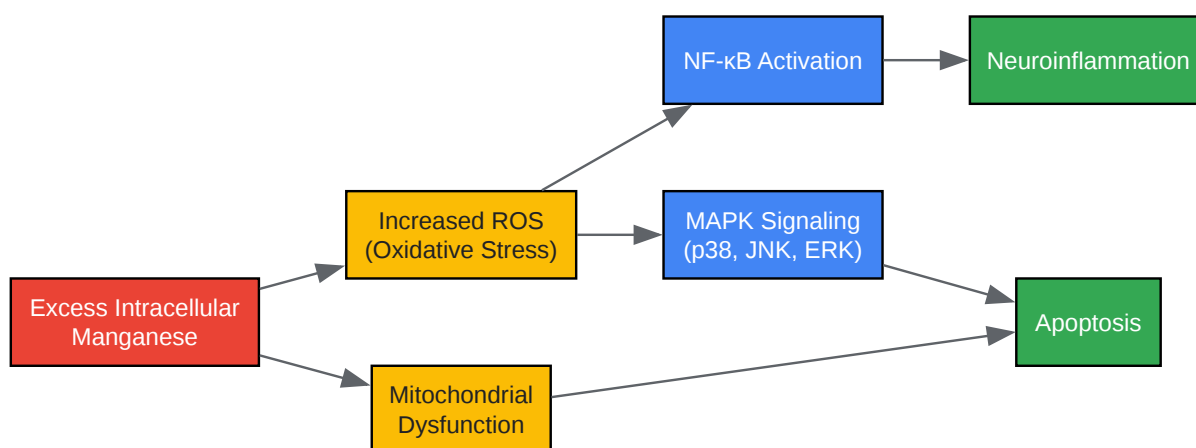 NF-κB Activation
Neuroinflammation
Increased ROS
(Oxidative Stress)
MAPK Signaling
(p38, JNK, ERK)
Excess Intracellular
Manganese
Apoptosis
Mitochondrial
Dysfunction